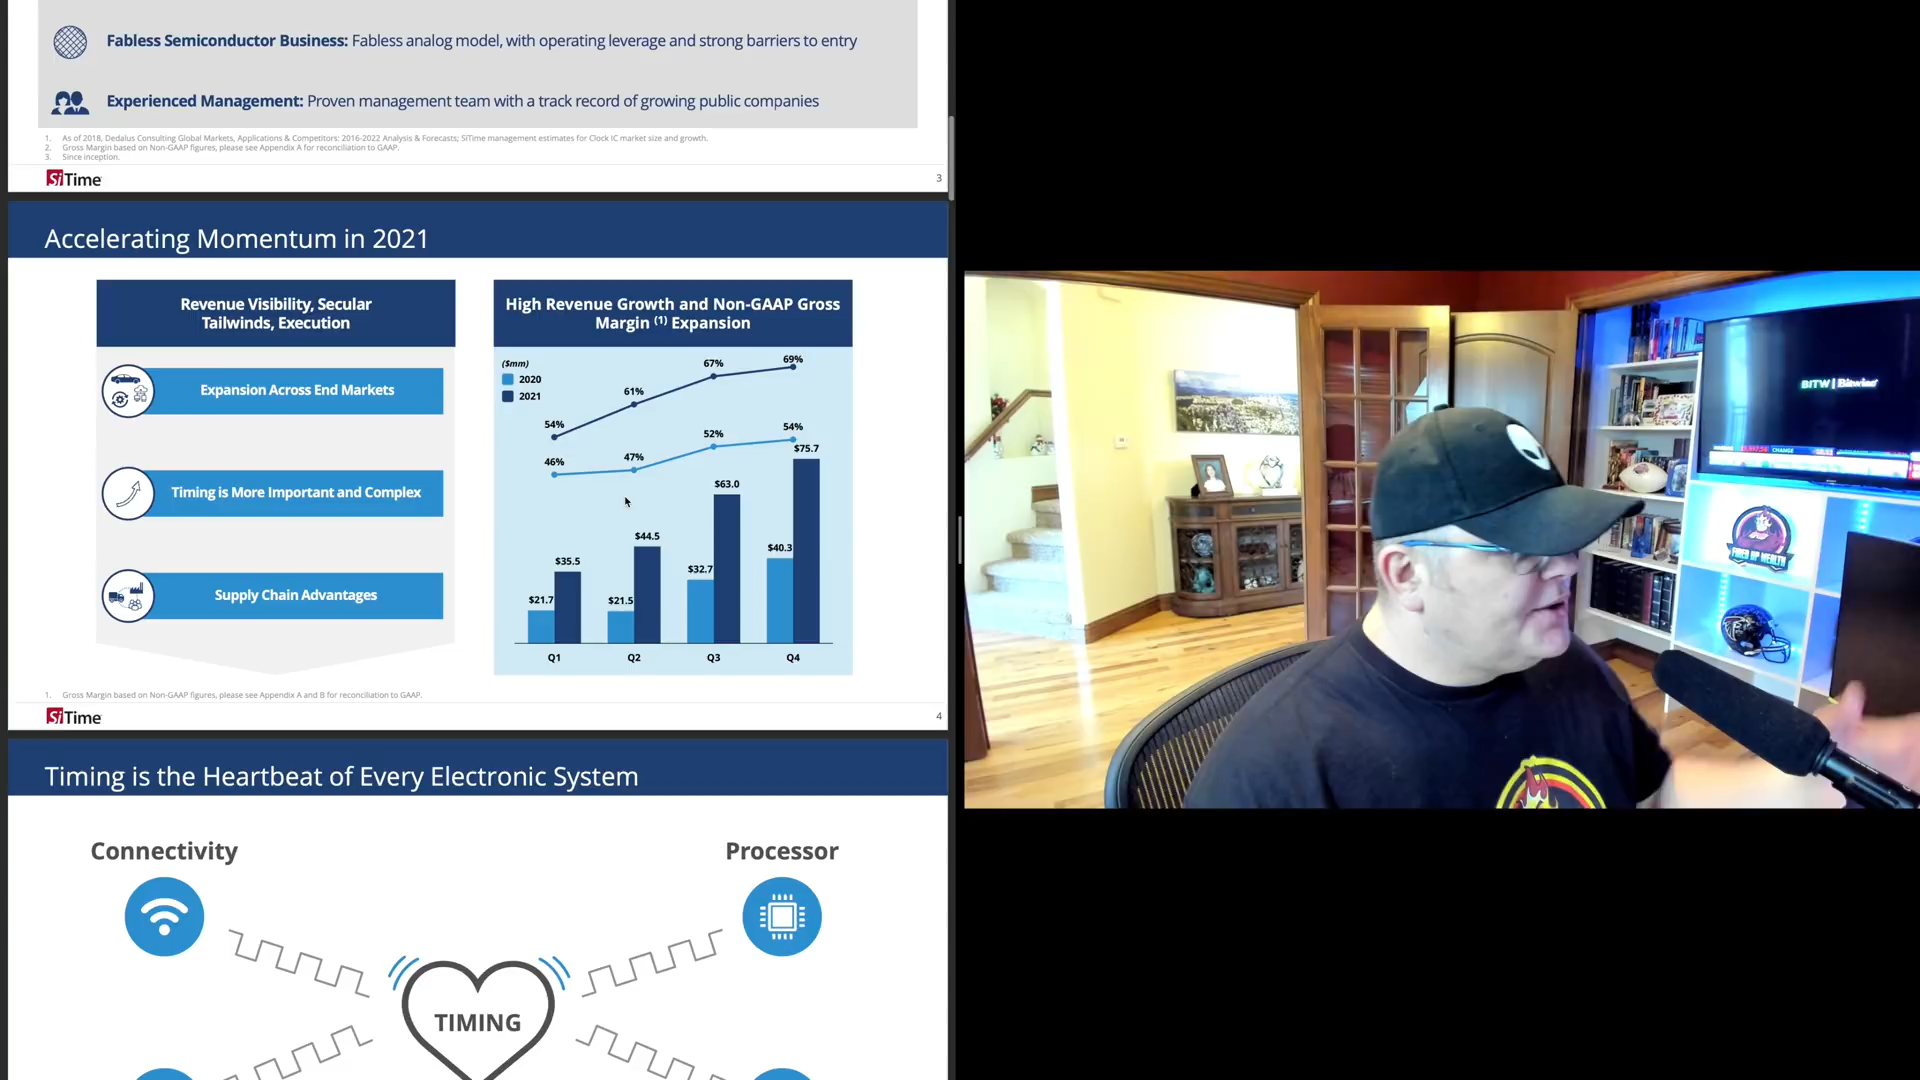 Fabless Semiconductor Business: Fabless analog model, with operating leverage and strong barriers to entry
Experienced Management: Proven management team with a track record of growing public companies
1. As of 2018, Dedalus Consulting Global Markets, Applications & Competitors: 2016-2022 Analysis & Forecasts; SiTime management estimates for Clock IC market size and growth.
2. Gross Margin based on Non-GAAP figures, please see Appendix A for reconciliation to GAAP.
3. Since inception.
SiTime
3
Accelerating Momentum in 2021
Revenue Visibility, Secular
Tailwinds, Execution
Expansion Across End Markets
Timing is More Important and Complex
Supply Chain Advantages
High Revenue Growth and Non-GAAP Gross
Margin (1) Expansion
($mm)
2020
2021
54%
61%
67%
69%
46%
47%
52%
54%
$21.7
$35.5
$21.5
$44.5
$32.7
$63.0
$40.3
$75.7
Q1
Q2
Q3
Q4
1. Gross Margin based on Non-GAAP figures, please see Appendix A and B for reconciliation to GAAP.
SiTime
4
Timing is the Heartbeat of Every Electronic System
Connectivity
Processor
TIMING
BITW | Bitwise
CHANGE
FIRED UP WEALTH